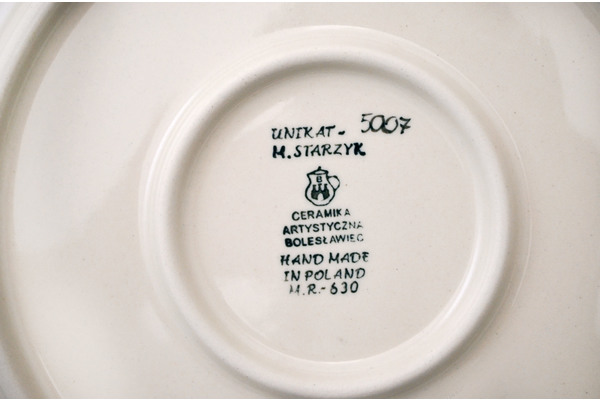 UNIKAT- 5007
M.STARZYK
B
CERAMIKA
ARTYSTYCZNA
BOLESŁAWIEC
HAND MADE
IN POLAND
M.R.-630